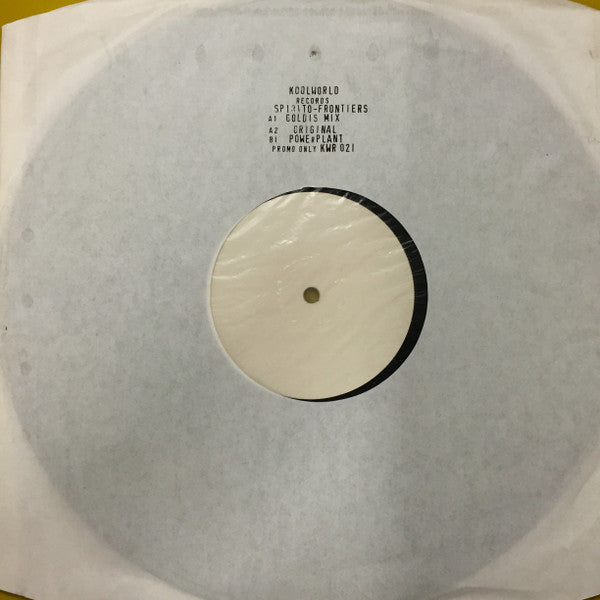 KOOLWORLD
RECORDS
SPIRITO-FRONTIERS
A1 GOLDIS MIX
A2 ORIGINAL
B1 POWERPLANT
PROMO ONLY KWR 021